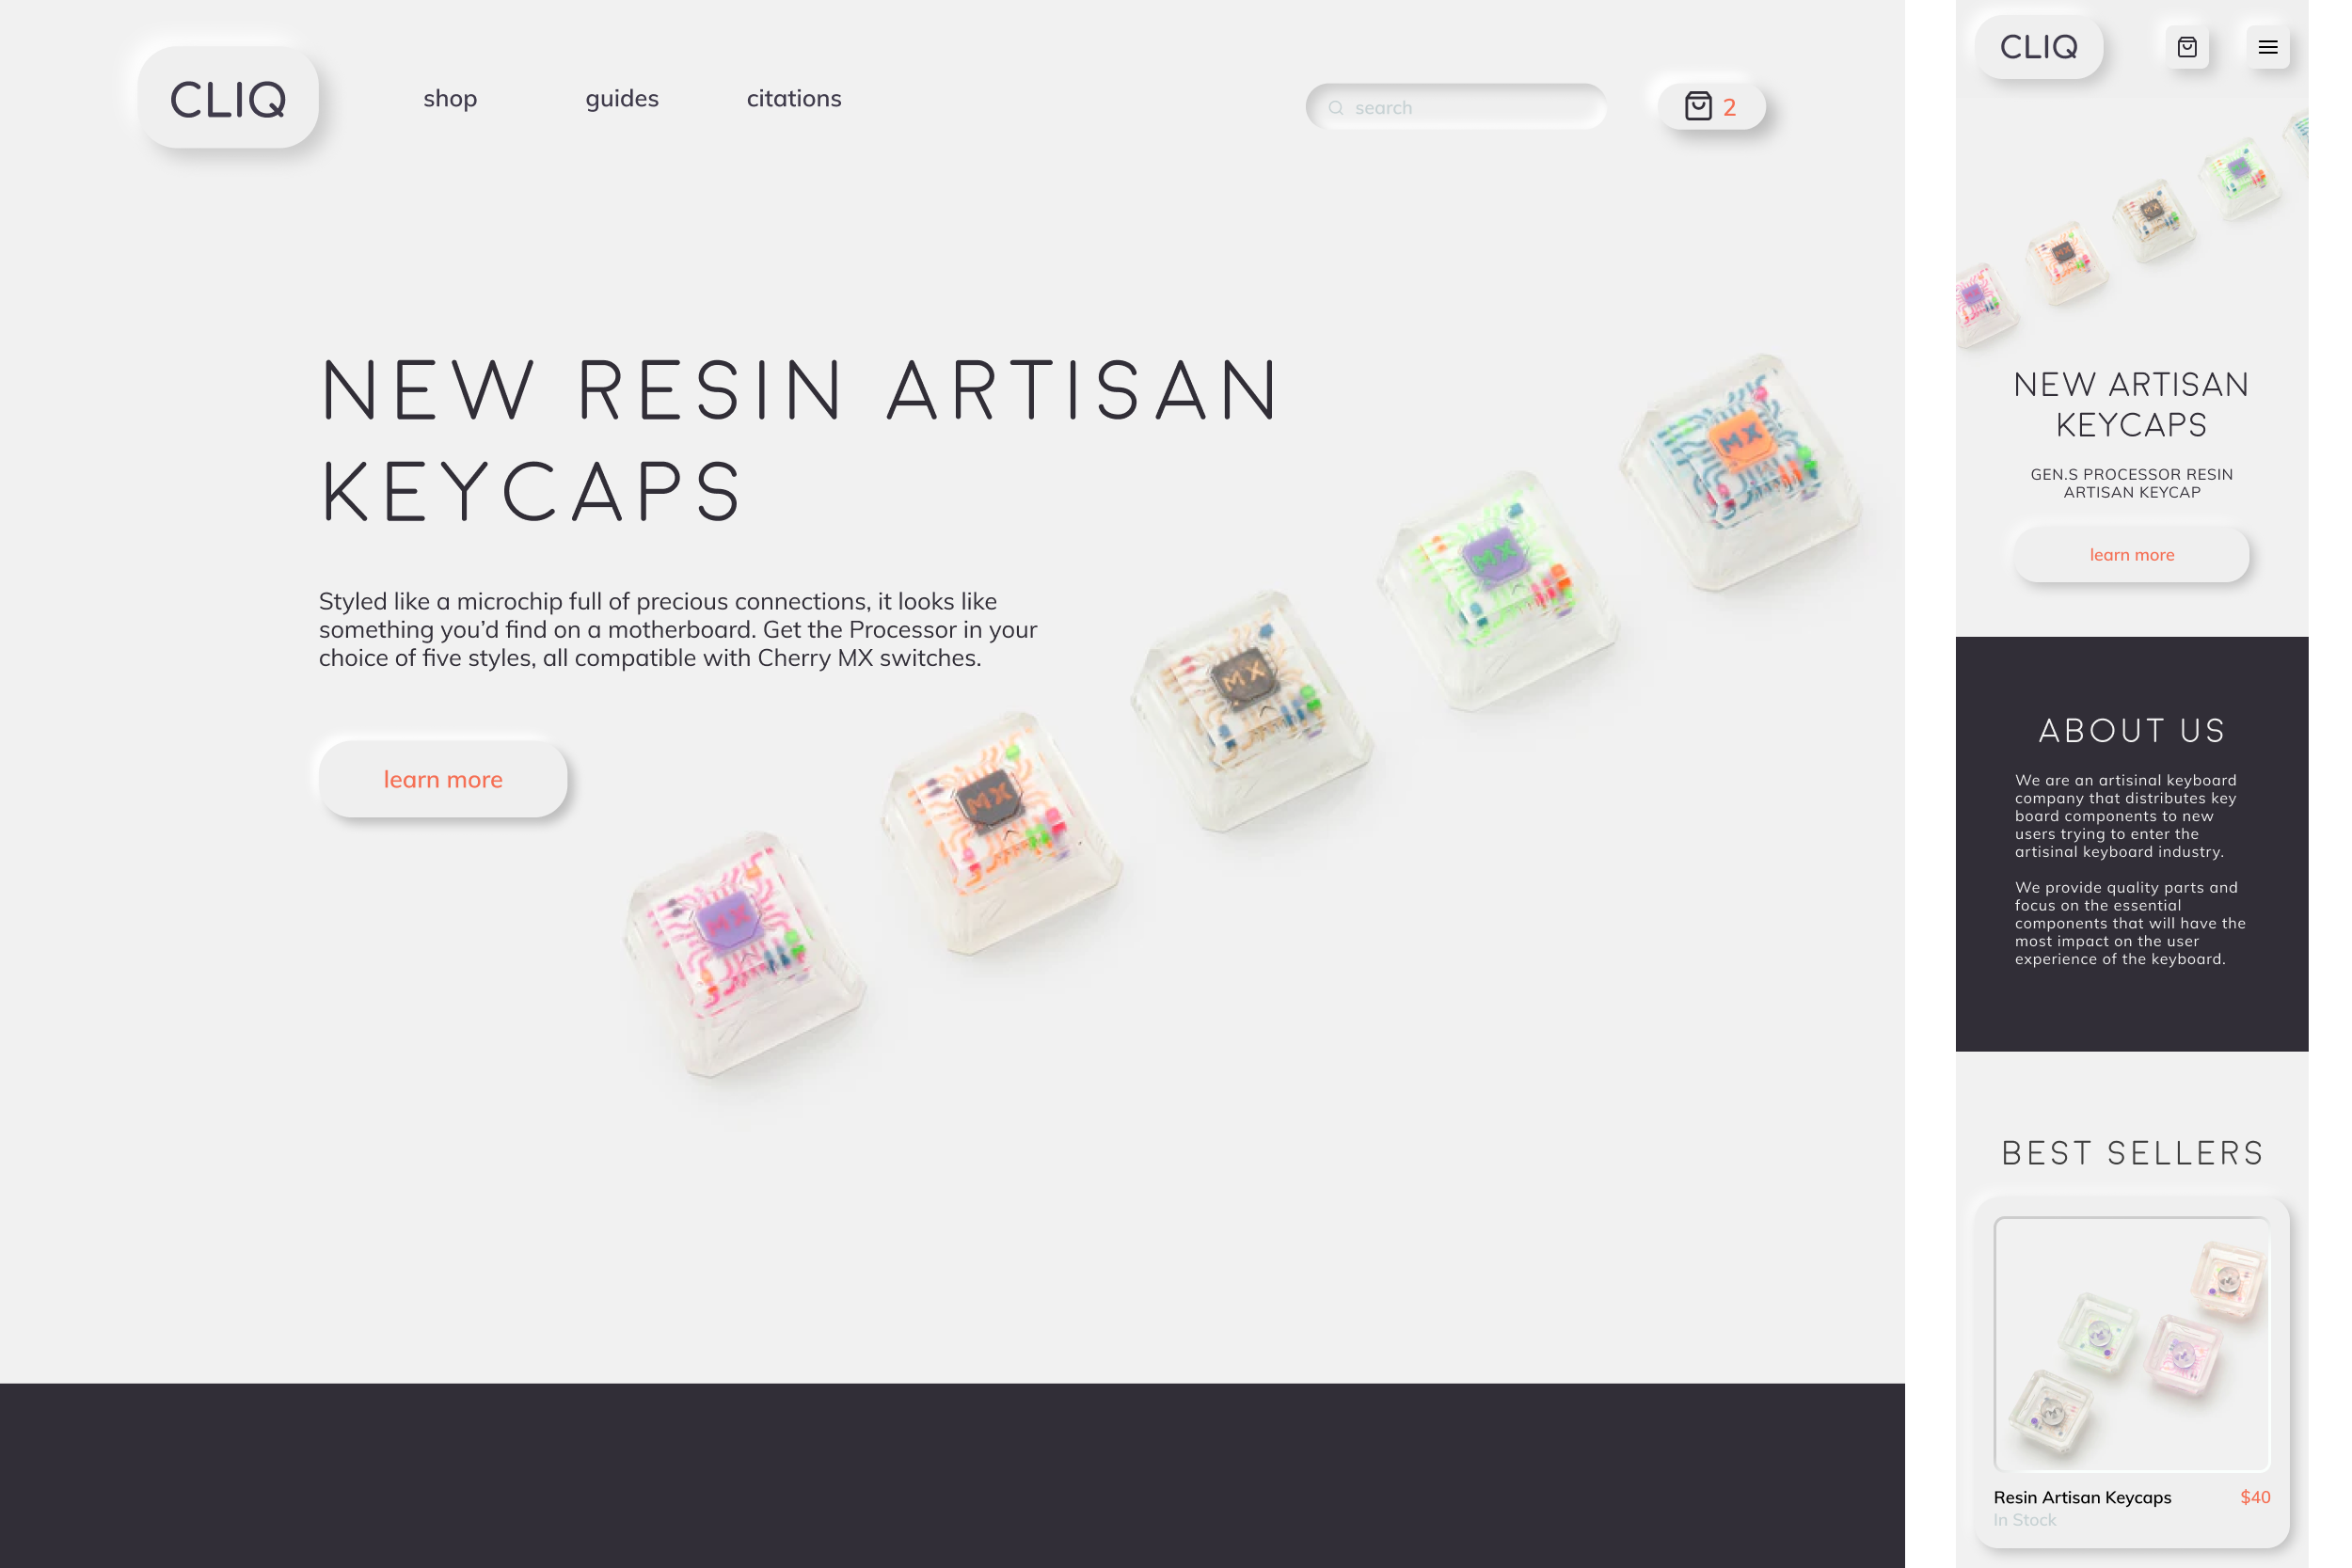 CLIQ
shop
guides
citations
search
2
NEW RESIN ARTISAN
KEYCAPS
Styled like a microchip full of precious connections, it looks like
something you’d find on a motherboard. Get the Processor in your
choice of five styles, all compatible with Cherry MX switches.
learn more
MX
MX
MX
MX
MX
CLIQ
MX
MX
MX
MX
NEW ARTISAN
KEYCAPS
GEN.S PROCESSOR RESIN
ARTISAN KEYCAP
learn more
ABOUT US
We are an artisinal keyboard
company that distributes key
board components to new
users trying to enter the
artisinal keyboard industry.
We provide quality parts and
focus on the essential
components that will have the
most impact on the user
experience of the keyboard.
BEST SELLERS
Resin Artisan Keycaps
$40
In Stock